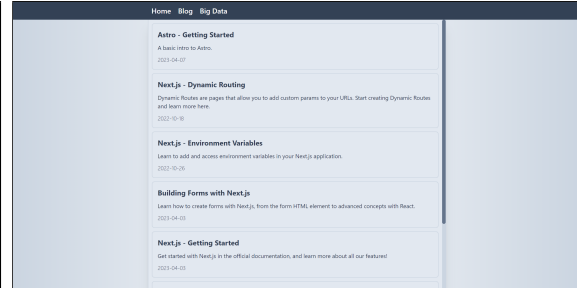 Home Blog Big Data
Astro - Getting Started
A basic intro to Astro.
2023-04-07
Next.js - Dynamic Routing
Dynamic Routes are pages that allow you to add custom params to your URLs. Start creating Dynamic Routes
and learn more here.
2022-10-18
Next.js - Environment Variables
Learn to add and access environment variables in your Next.js application.
2022-10-26
Building Forms with Next.js
Learn how to create forms with Next.js, from the form HTML element to advanced concepts with React.
2023-04-03
Next.js - Getting Started
Get started with Next.js in the official documentation, and learn more about all our features!
2023-04-03